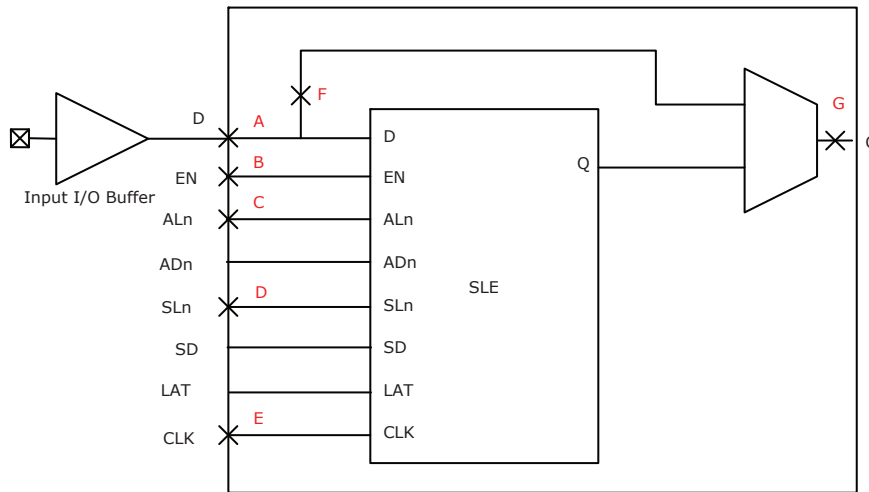 F
G
D
A
D
Q
Q
B
EN
EN
Input I/O Buffer
C
ALn
ALn
ADn
ADn
D
SLE
SLn
SLn
SD
SD
LAT
LAT
E
CLK
CLK